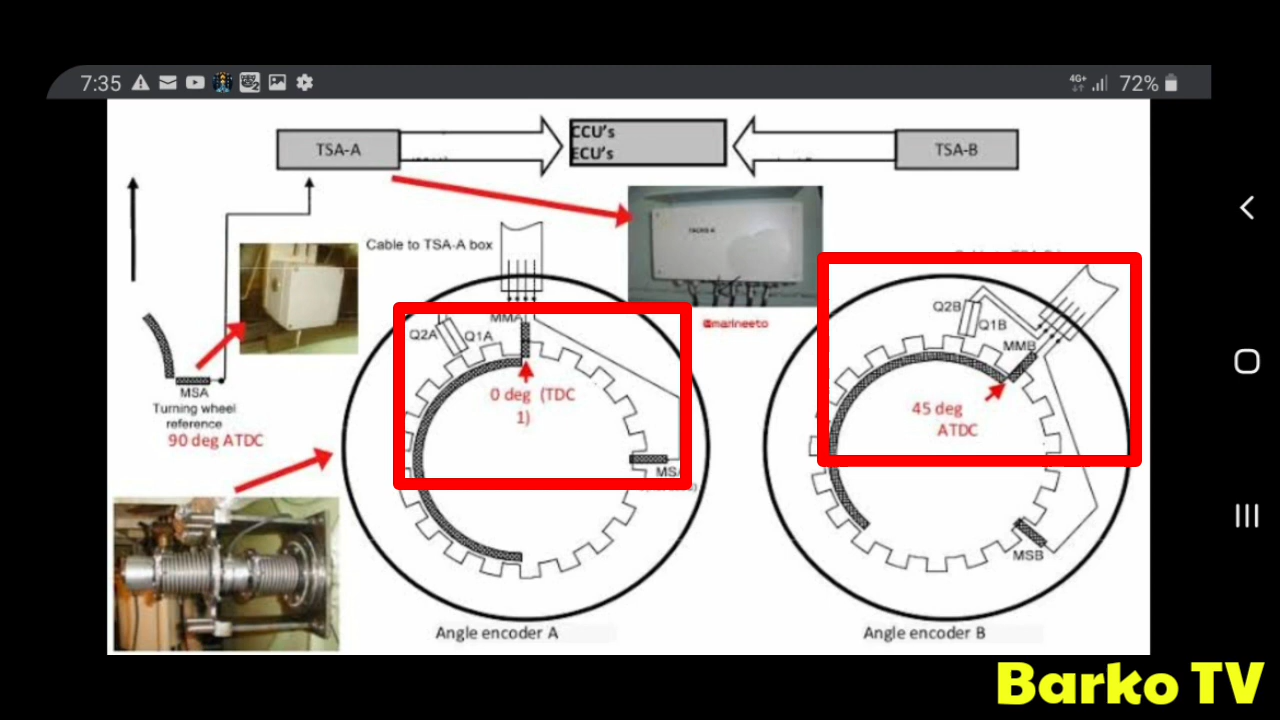 7:35
4G+
72%
TSA-A
CCU's
ECU's
TSA-B
Cable to TSA-A box
TACHO A
@marineeto
MMA
Q2A
Q1A
0 deg (TDC
1)
MSA
Turning wheel
reference
90 deg ATDC
MSA
Q2B
Q1B
MMB
45 deg
ATDC
MSB
Angle encoder A
Angle encoder B
Barko TV